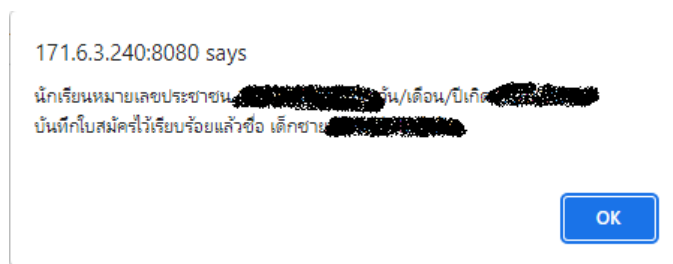 171.6.3.240:8080 says
นักเรียนหมายเลขประชาชน วัน/เดือน/ปีเกิด
บันทึกใบสมัครไว้เรียบร้อยแล้วชื่อ เด็กชาย
OK